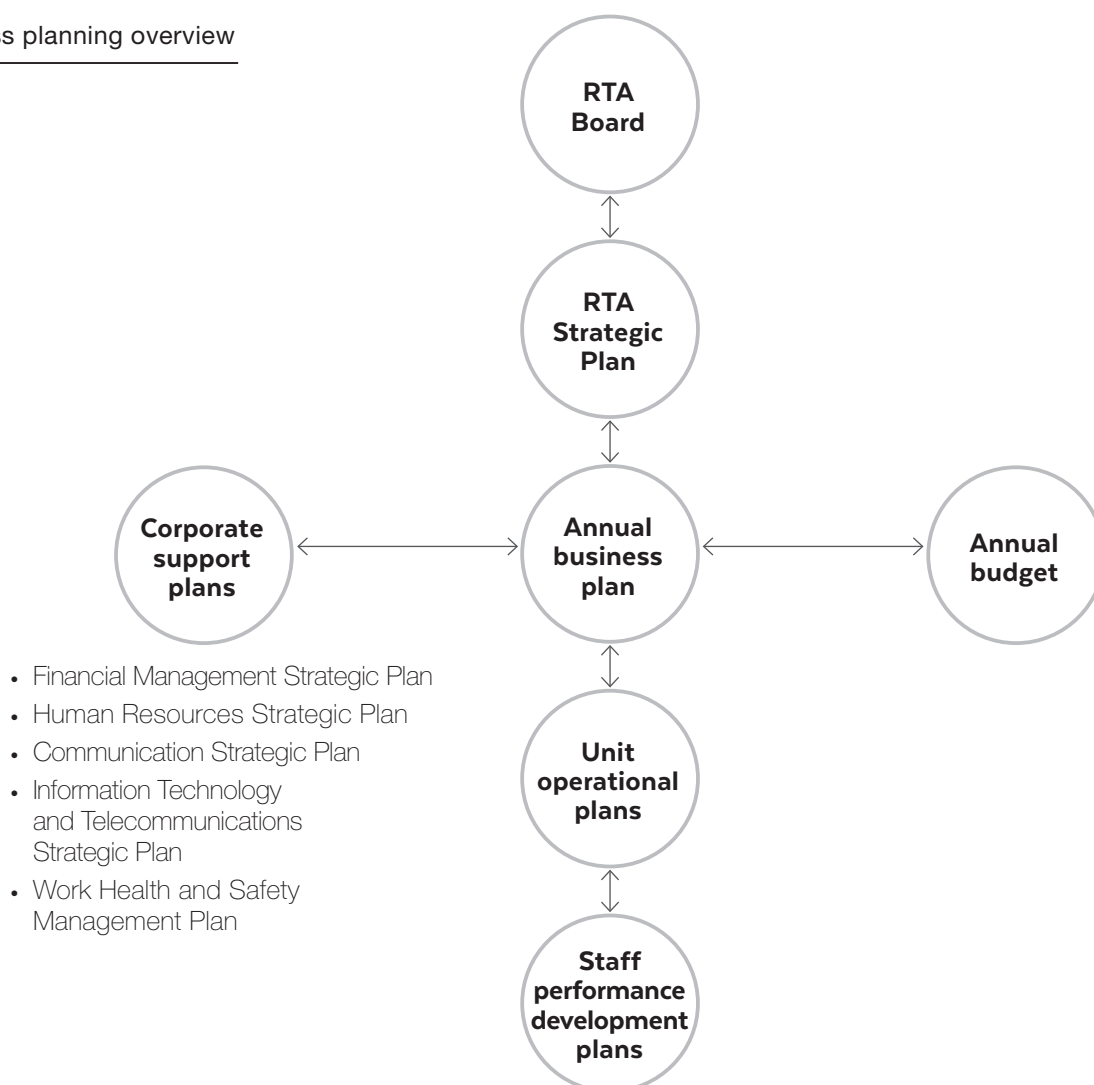 planning overview
RTA
Board
RTA
Strategic
Plan
Corporate
support
plans
Annual
business
plan
Annual
budget
• Financial Management Strategic Plan
• Human Resources Strategic Plan
• Communication Strategic Plan
• Information Technology
and Telecommunications
Strategic Plan
• Work Health and Safety
Management Plan
Unit
operational
plans
Staff
performance
development
plans